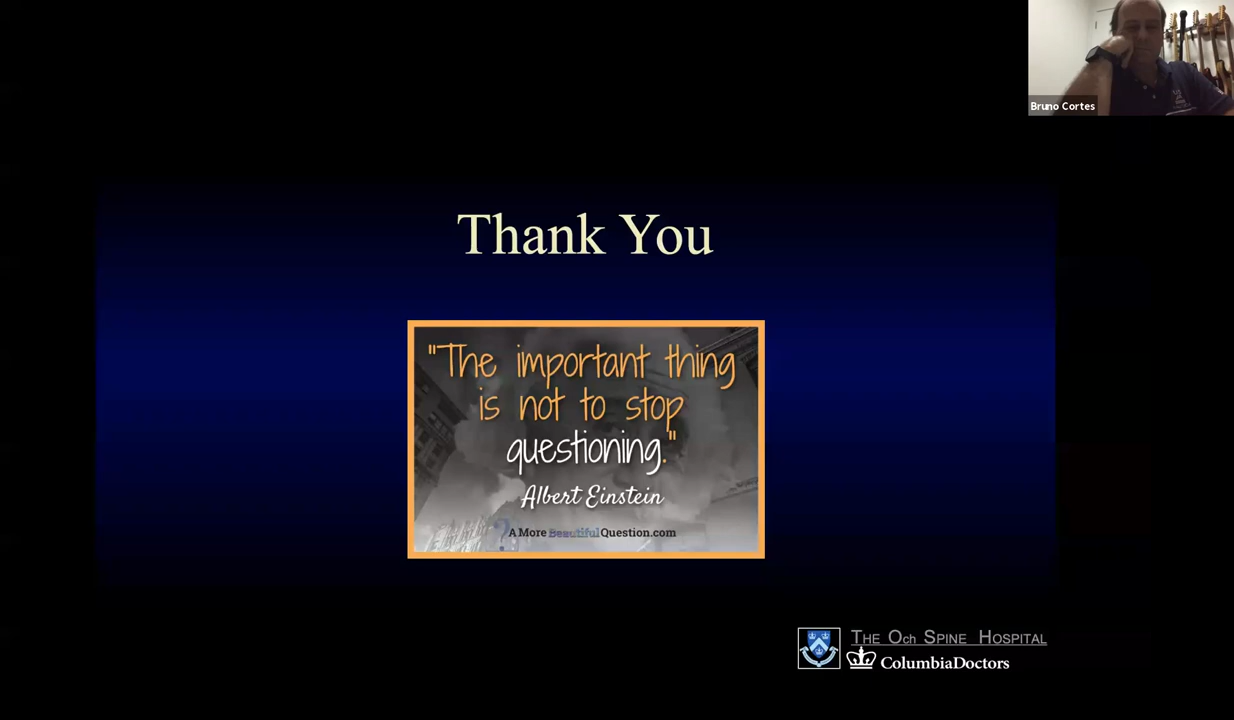 Bruno Cortes
Thank You
"The important thing
is not to stop
questioning."
Albert Einstein
A More Beautiful Question.com
THE Och SPINE HOSPITAL
ColumbiaDoctors